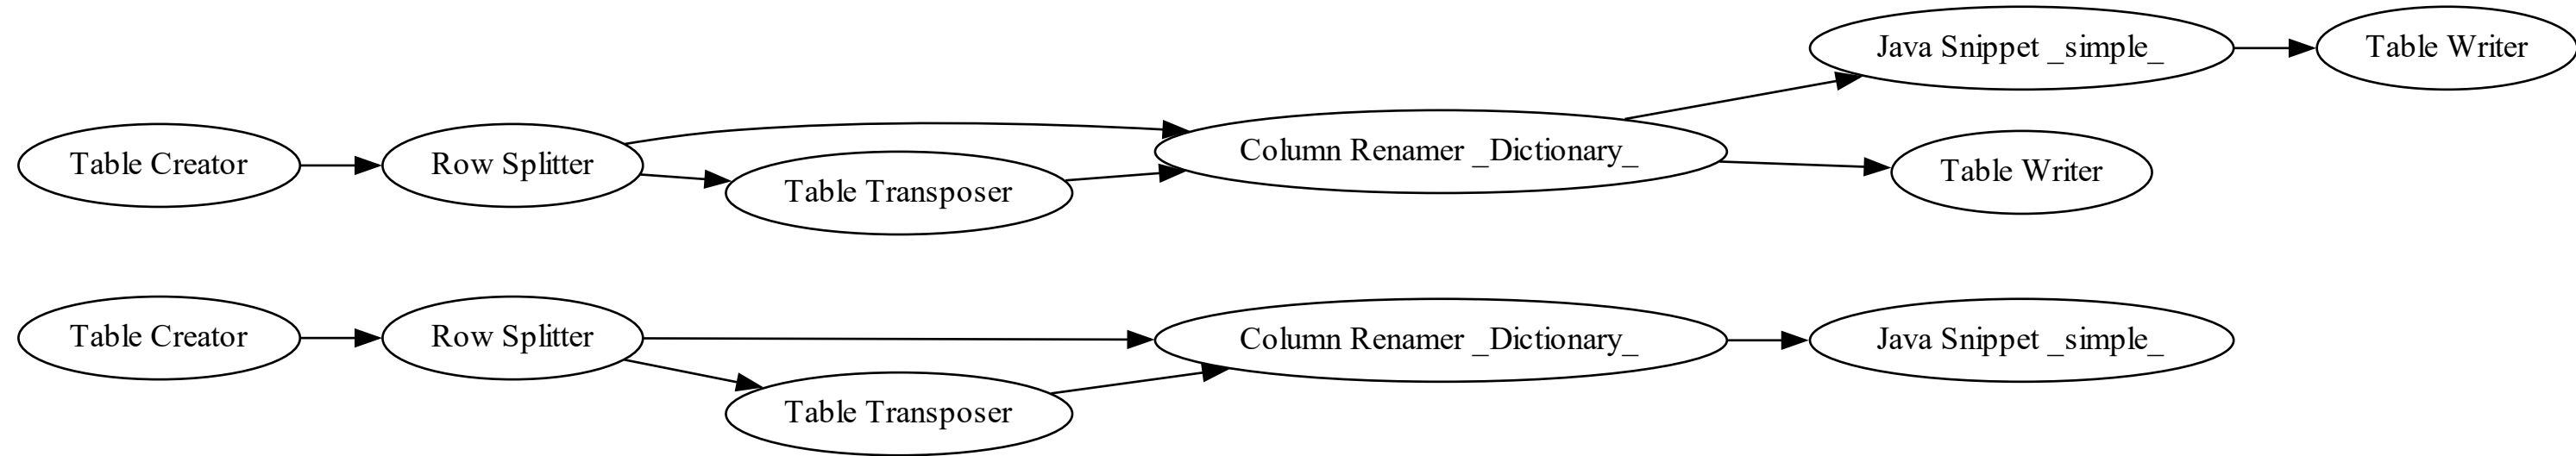 Java Snippet _simple_
Table Writer
Table Creator
Row Splitter
Column Renamer _Dictionary_
Table Transposer
Table Writer
Table Creator
Row Splitter
Column Renamer _Dictionary_
Java Snippet _simple_
Table Transposer